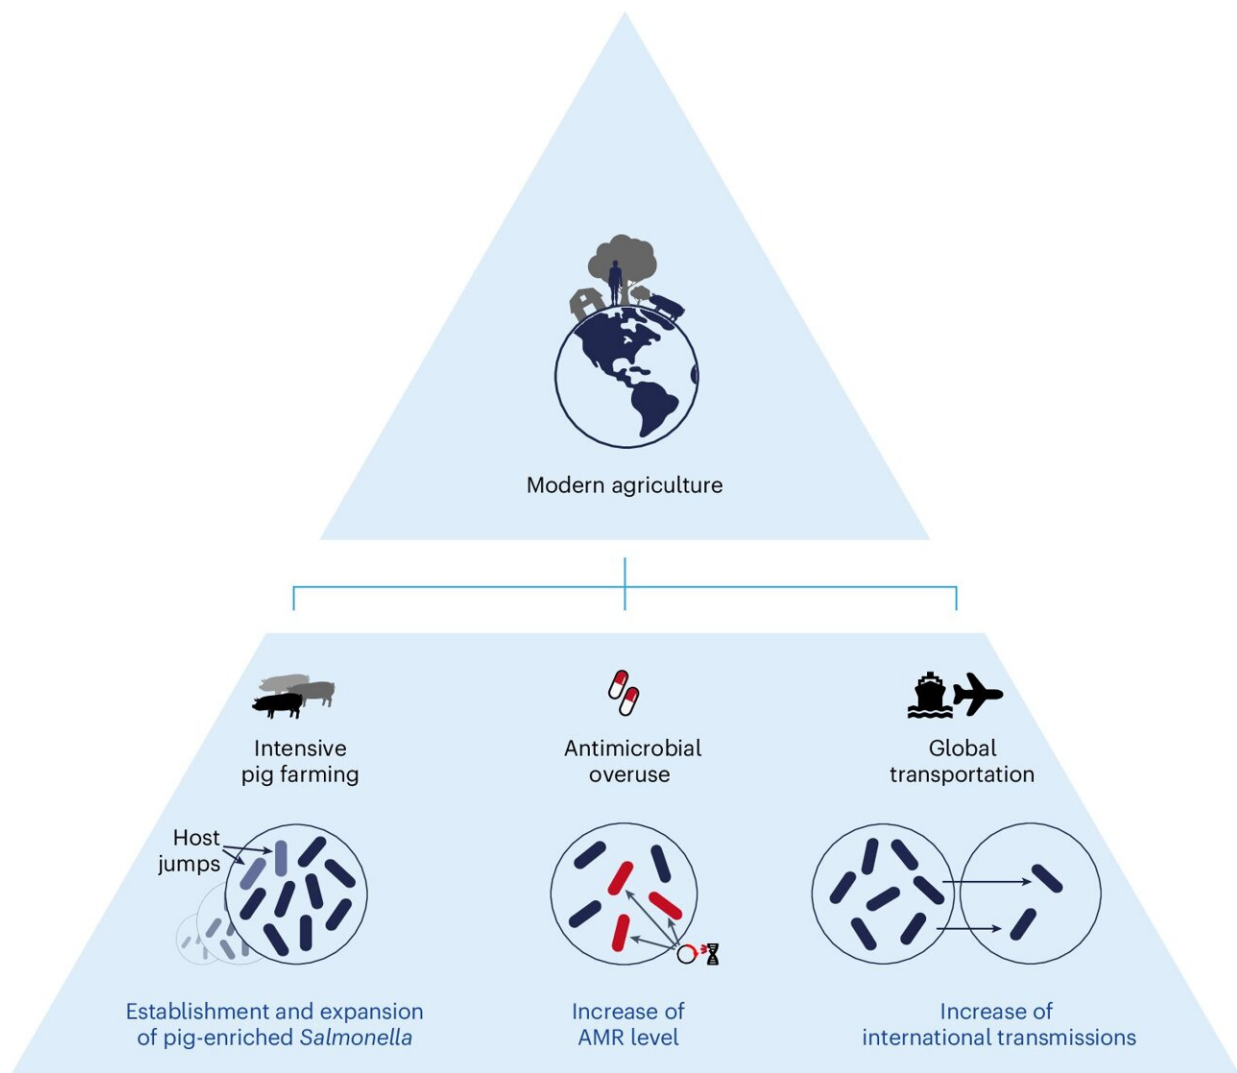 Modern agriculture
Intensive
pig farming
Antimicrobial
overuse
Global
transportation
Host
jumps
Establishment and expansion
of pig-enriched Salmonella
Increase of
AMR level
Increase of
international transmissions